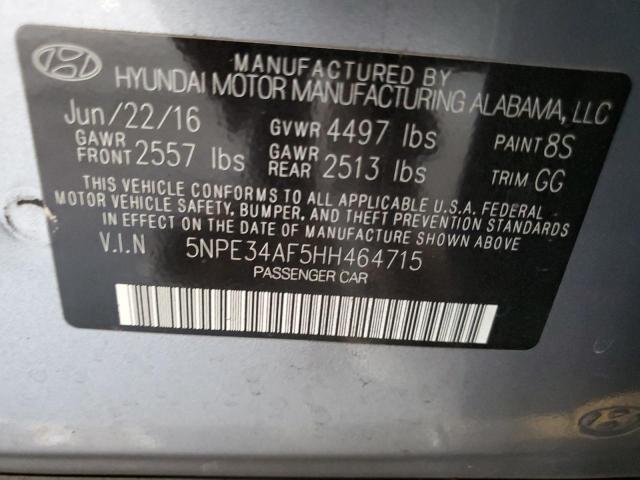 MANUFACTURED BY
HYUNDAI MOTOR MANUFACTURING ALABAMA, LLC
Jun/22/16 GVWR 4497 lbs PAINT 8S
GAWR FRONT 2557 lbs GAWR REAR 2513 lbs TRIM GG
THIS VEHICLE CONFORMS TO ALL APPLICABLE U.S.A. FEDERAL
MOTOR VEHICLE SAFETY, BUMPER, AND THEFT PREVENTION STANDARDS
IN EFFECT ON THE DATE OF MANUFACTURE SHOWN ABOVE.
V.I.N 5NPE34AF5HH464715
PASSENGER CAR